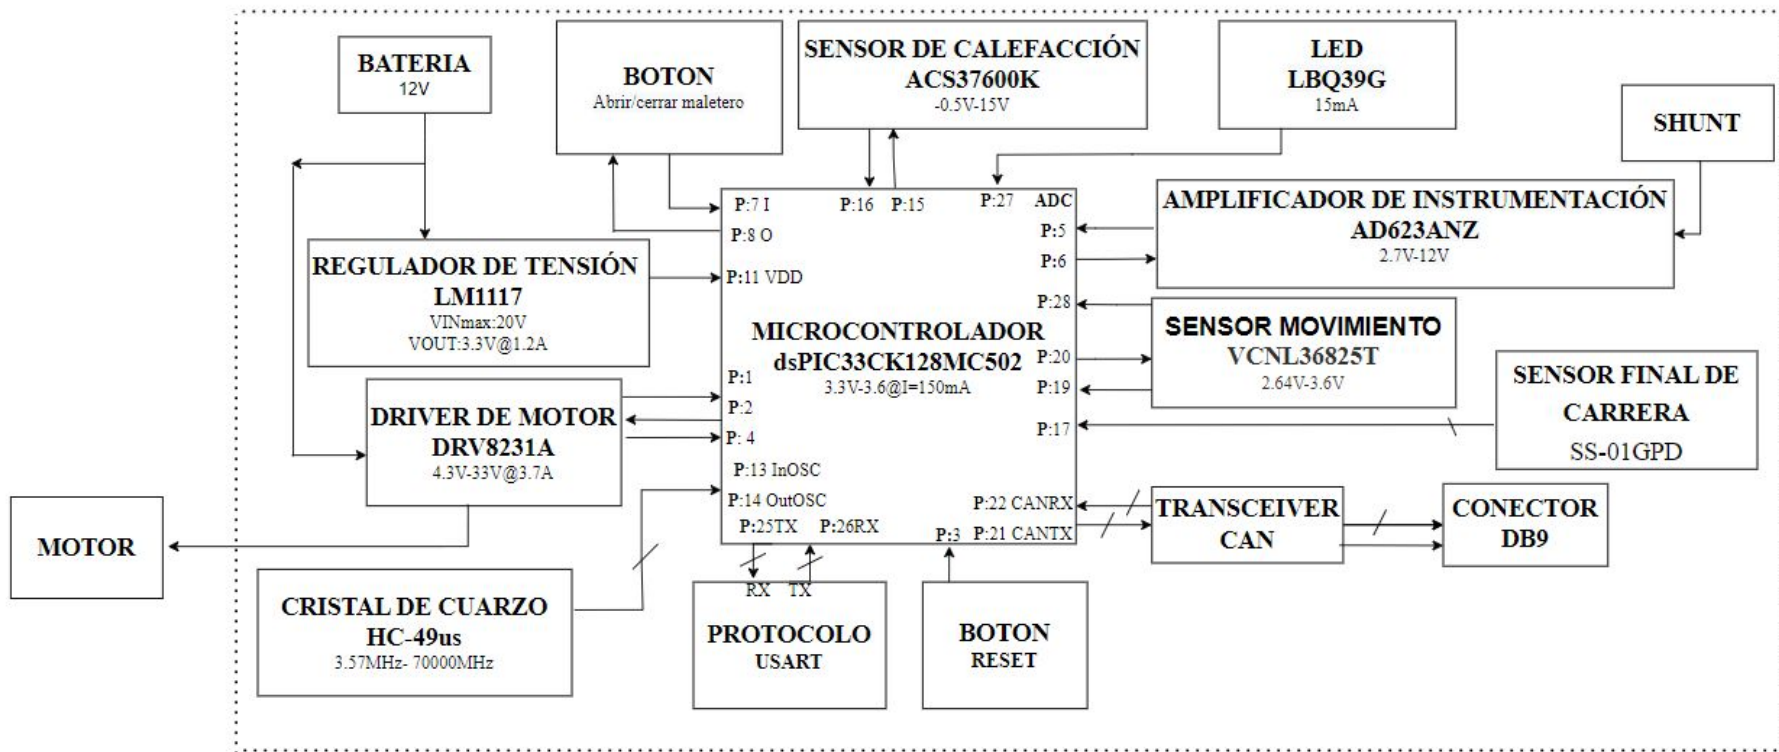 BATERIA
12V
BOTON
Abrir/cerrar maletero
SENSOR DE CALEFACCIÓN
ACS37600K
-0.5V-15V
LED
LBQ39G
15mA
SHUNT
P:7 I
P:8 O
P:11 VDD
P:16
P:15
P:27
ADC
P:5
P:6
P:28
P:20
P:19
P:17
AMPLIFICADOR DE INSTRUMENTACIÓN
AD623ANZ
2.7V-12V
REGULADOR DE TENSIÓN
LM1117
VINmax:20V
VOUT:3.3V@1.2A
MICROCONTROLADOR
dsPIC33CK128MC502
3.3V-3.6@I=150mA
SENSOR MOVIMIENTO
VCNL36825T
2.64V-3.6V
SENSOR FINAL DE
CARRERA
SS-01GPD
P:1
P:2
P: 4
DRIVER DE MOTOR
DRV8231A
4.3V-33V@3.7A
P:13 InOSC
P:14 OutOSC
P:25TX
P:26RX
P:3
P:22 CANRX
P:21 CANTX
TRANSCEIVER
CAN
CONECTOR
DB9
MOTOR
CRISTAL DE CUARZO
HC-49us
3.57MHz- 70000MHz
RX TX
PROTOCOLO
USART
BOTON
RESET